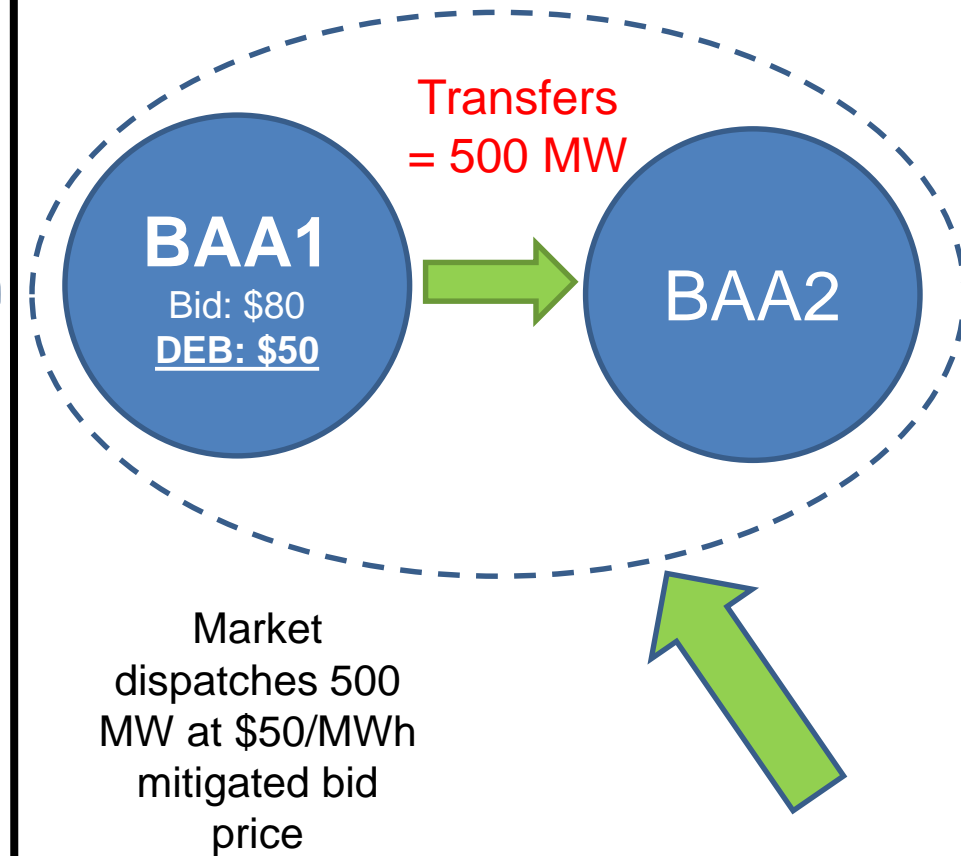 Transfers
= 500 MW
BAA1
Bid: $80
DEB: $50
BAA2
Market
dispatches 500
MW at $50/MWh
mitigated bid
price